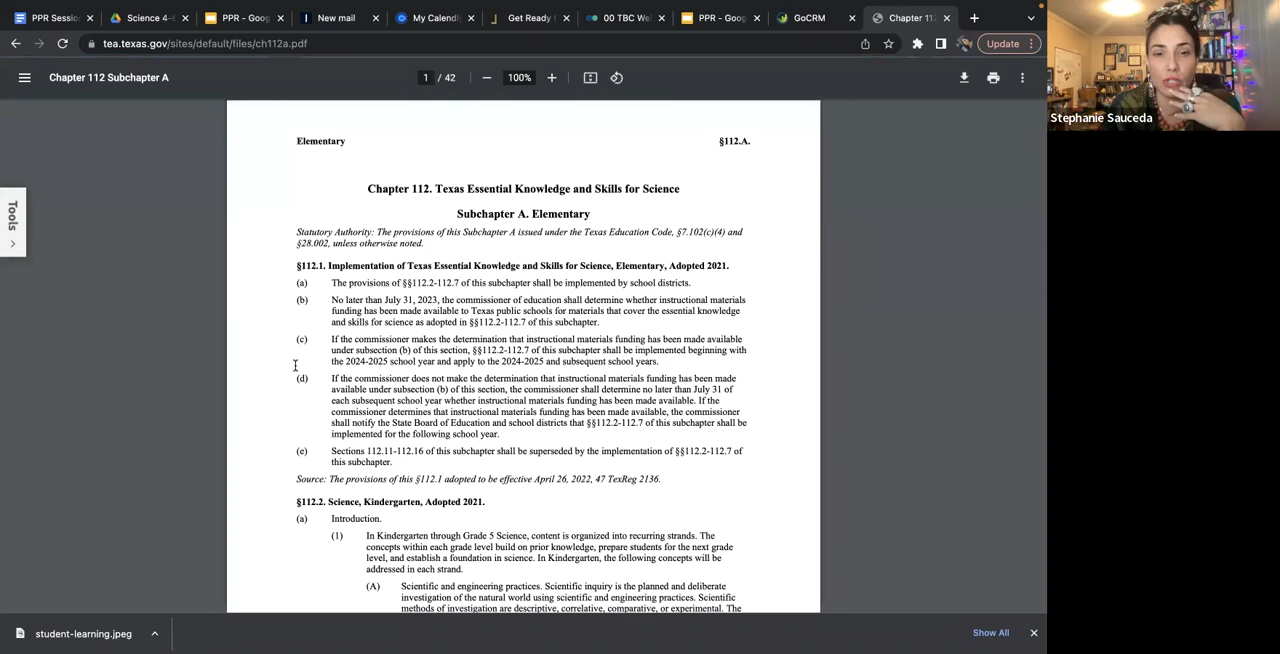 PPR Sessio
Science 4-8
PPR - Goog
New mail
My Calendly
Get Ready
00 TBC Wel
PPR - Goog
GoCRM
Chapter 112
tea.texas.gov/sites/default/files/ch112a.pdf
Update
Chapter 112 Subchapter A
1 / 42
100%
Stephanie Sauceda
Tools
Elementary §112.A.
Chapter 112. Texas Essential Knowledge and Skills for Science
Subchapter A. Elementary
Statutory Authority: The provisions of this Subchapter A issued under the Texas Education Code, §7.102(c)(4) and
§28.002, unless otherwise noted.
§112.1. Implementation of Texas Essential Knowledge and Skills for Science, Elementary, Adopted 2021.
(a) The provisions of §§112.2-112.7 of this subchapter shall be implemented by school districts.
(b) No later than July 31, 2023, the commissioner of education shall determine whether instructional materials
funding has been made available to Texas public schools for materials that cover the essential knowledge
and skills for science as adopted in §§112.2-112.7 of this subchapter.
(c) If the commissioner makes the determination that instructional materials funding has been made available
under subsection (b) of this section, §§112.2-112.7 of this subchapter shall be implemented beginning with
the 2024-2025 school year and apply to the 2024-2025 and subsequent school years.
(d) If the commissioner does not make the determination that instructional materials funding has been made
available under subsection (b) of this section, the commissioner shall determine no later than July 31 of
each subsequent school year whether instructional materials funding has been made available. If the
commissioner determines that instructional materials funding has been made available, the commissioner
shall notify the State Board of Education and school districts that §§112.2-112.7 of this subchapter shall be
implemented for the following school year.
(e) Sections 112.11-112.16 of this subchapter shall be superseded by the implementation of §§112.2-112.7 of
this subchapter.
Source: The provisions of this §112.1 adopted to be effective April 26, 2022, 47 TexReg 2136.
§112.2. Science, Kindergarten, Adopted 2021.
(a) Introduction.
(1) In Kindergarten through Grade 5 Science, content is organized into recurring strands. The
concepts within each grade level build on prior knowledge, prepare students for the next grade
level, and establish a foundation in science. In Kindergarten, the following concepts will be
addressed in each strand.
(A) Scientific and engineering practices. Scientific inquiry is the planned and deliberate
investigation of the natural world using scientific and engineering practices. Scientific
methods of investigation are descriptive, correlative, comparative, or experimental. The
student-learning.jpeg
Show All